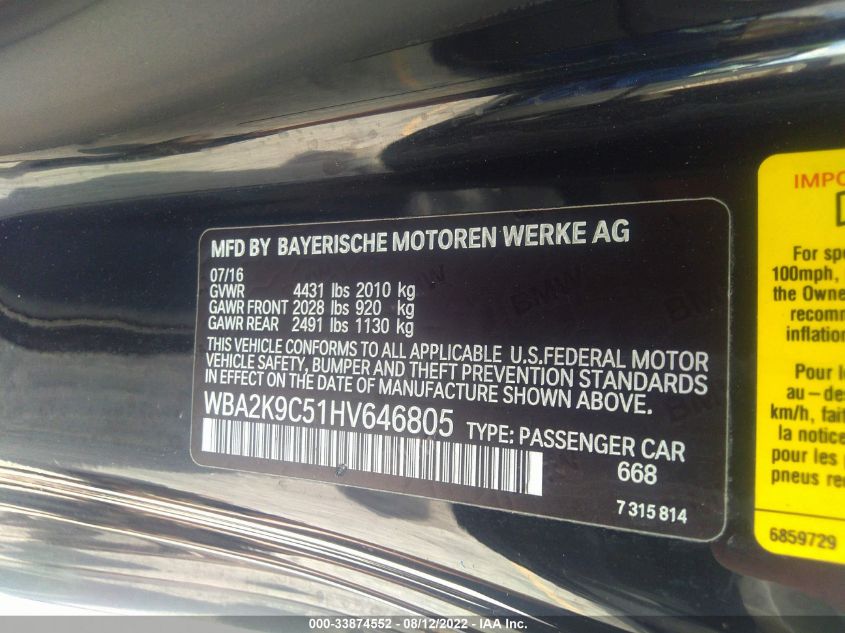 MFD BY BAYERISCHE MOTOREN WERKE AG
07/16
GVWR 4431 lbs 2010 kg
GAWR FRONT 2028 lbs 920 kg
GAWR REAR 2491 lbs 1130 kg
THIS VEHICLE CONFORMS TO ALL APPLICABLE U.S.FEDERAL MOTOR
VEHICLE SAFETY, BUMPER AND THEFT PREVENTION STANDARDS
IN EFFECT ON THE DATE OF MANUFACTURE SHOWN ABOVE.
WBA2K9C51HV646805 TYPE: PASSENGER CAR
668
7 315 814
IMPO
For spe
100mph,
the Owne
recomm
inflation
Pour le
au-des
km/h, fait
la notice
pour les p
pneus rec
6859729
000-33874552 - 08/12/2022 - IAA Inc.